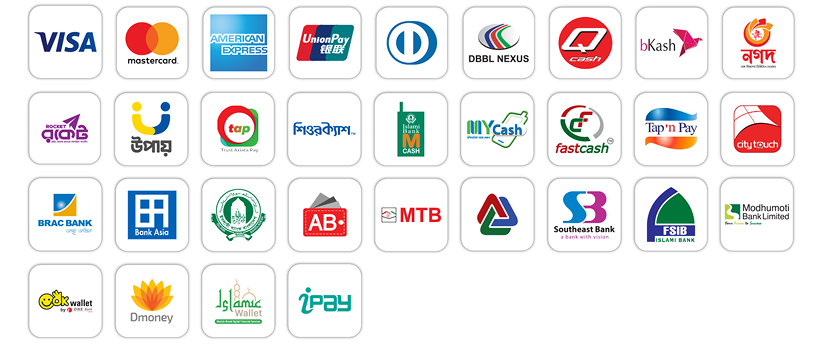 VISA
mastercard.
AMERICAN
EXPRESS
UnionPay
银联
DBBL NEXUS
Q
cash
bKash
নগদ
ROCKET
রকেট
উপায়
tap
Trust Axiata Pay
শিওরক্যাশ
Islami
Bank
M
CASH
MYCash
fastcash
Tap'n Pay
citytouch
BRAC BANK
Bank Asia
AB
MTB
Southeast Bank
a bank with vision
FSIB
ISLAMI BANK
Modhumoti
Bank Limited
ok wallet
by
Dmoney
Islamic
Wallet
ipay